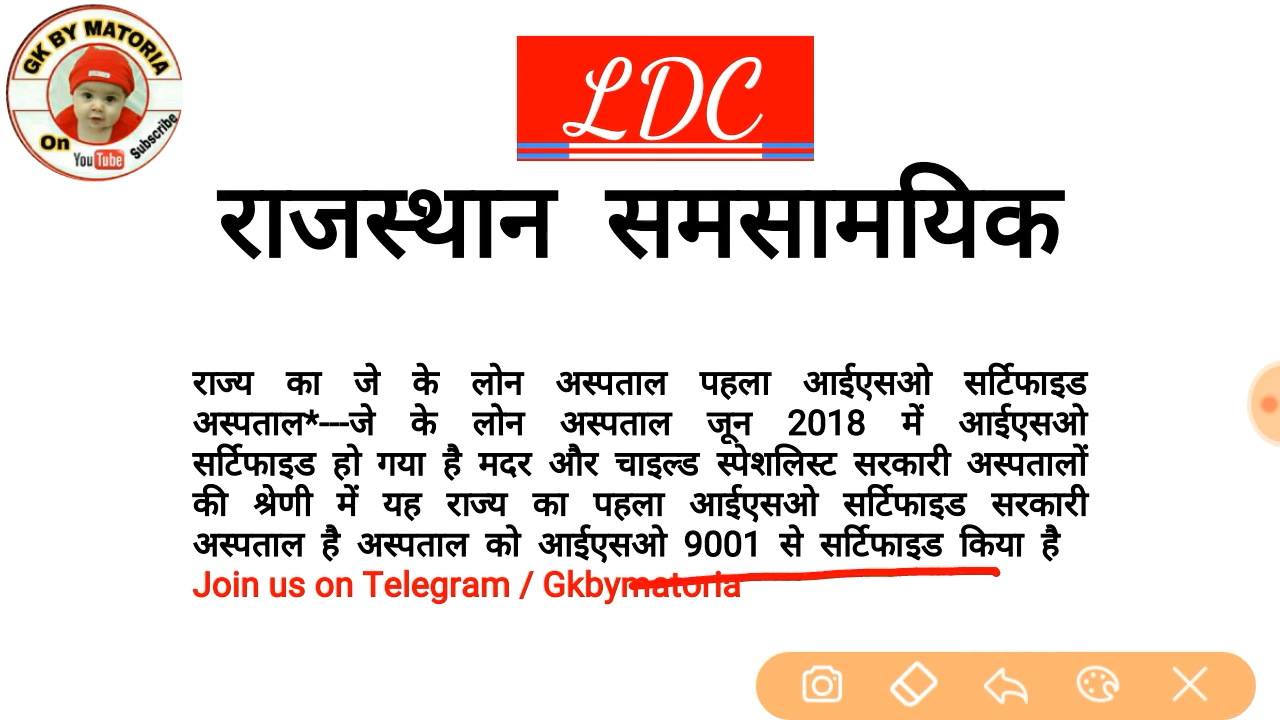 GK BY MATORIA
On
YouTube
Subscribe
LDC
राजस्थान समसामयिक
राज्य का जे के लोन अस्पताल पहला आईएसओ सर्टिफाइड
अस्पताल*---जे के लोन अस्पताल जून 2018 में आईएसओ
सर्टिफाइड हो गया है मदर और चाइल्ड स्पेशलिस्ट सरकारी अस्पतालों
की श्रेणी में यह राज्य का पहला आईएसओ सर्टिफाइड सरकारी
अस्पताल है अस्पताल को आईएसओ 9001 से सर्टिफाइड किया है
Join us on Telegram / Gkbymatoria